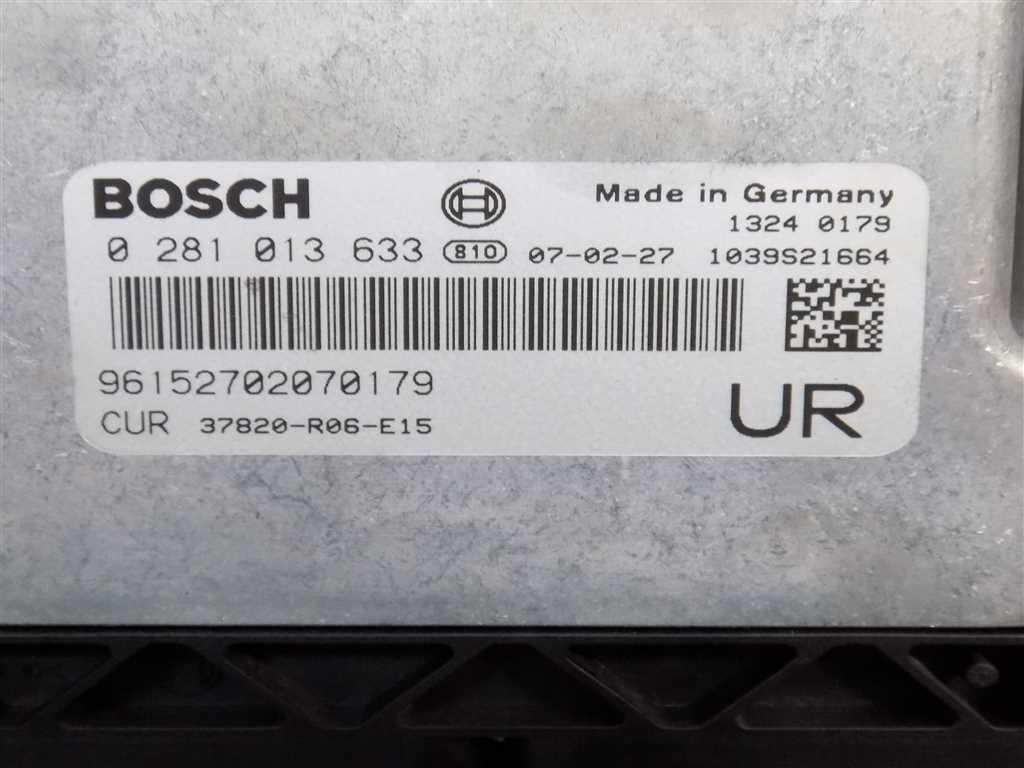 BOSCH Made in Germany
1324 0179
0 281 013 633 810 07-02-27 1039S21664
96152702070179
CUR 37820-R06-E15 UR